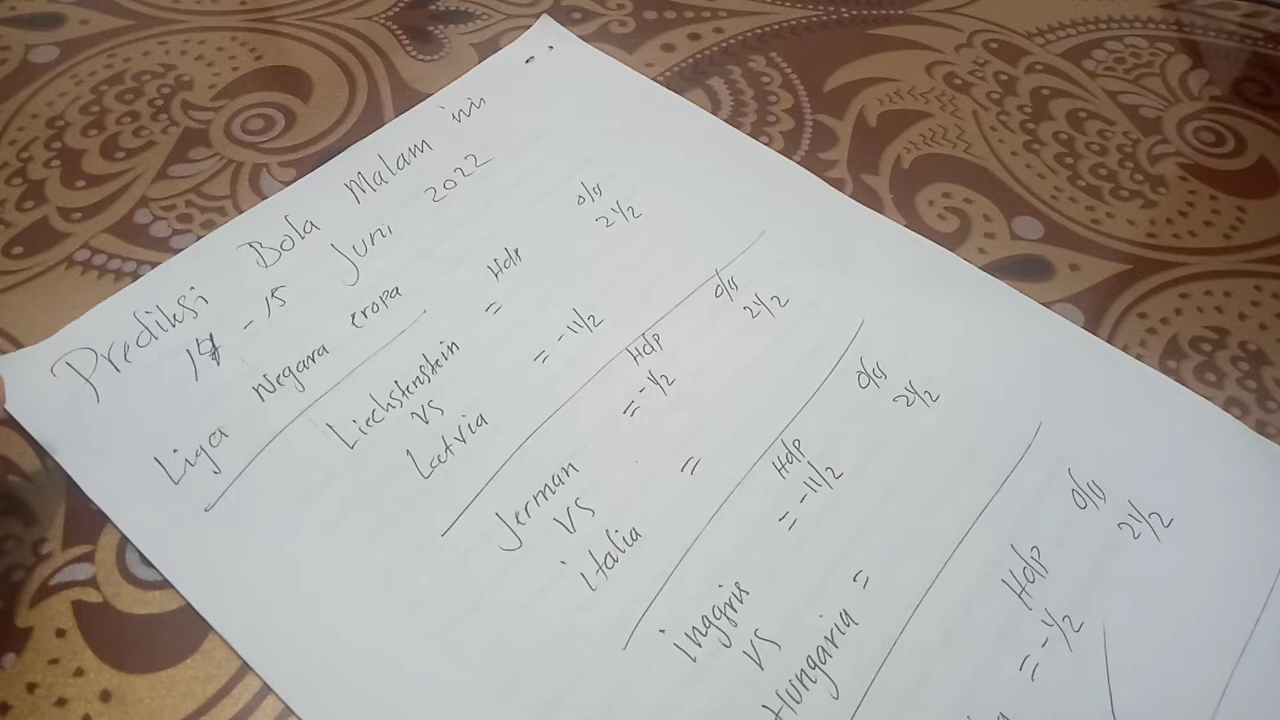 Prediksi Bola Malam ini
14 - 15 Juni 2022
Liga Negara eropa
Hdp O/U
Liechstenstein = 2 1/2
VS
Latvia = -1 1/2
Hdp O/U
Jerman = -1/2 2 1/2
VS
italia =
Hdp O/U
inggris = -1 1/2 2 1/2
VS
Hungaria =
Hdp O/U
= -1/2 2 1/2